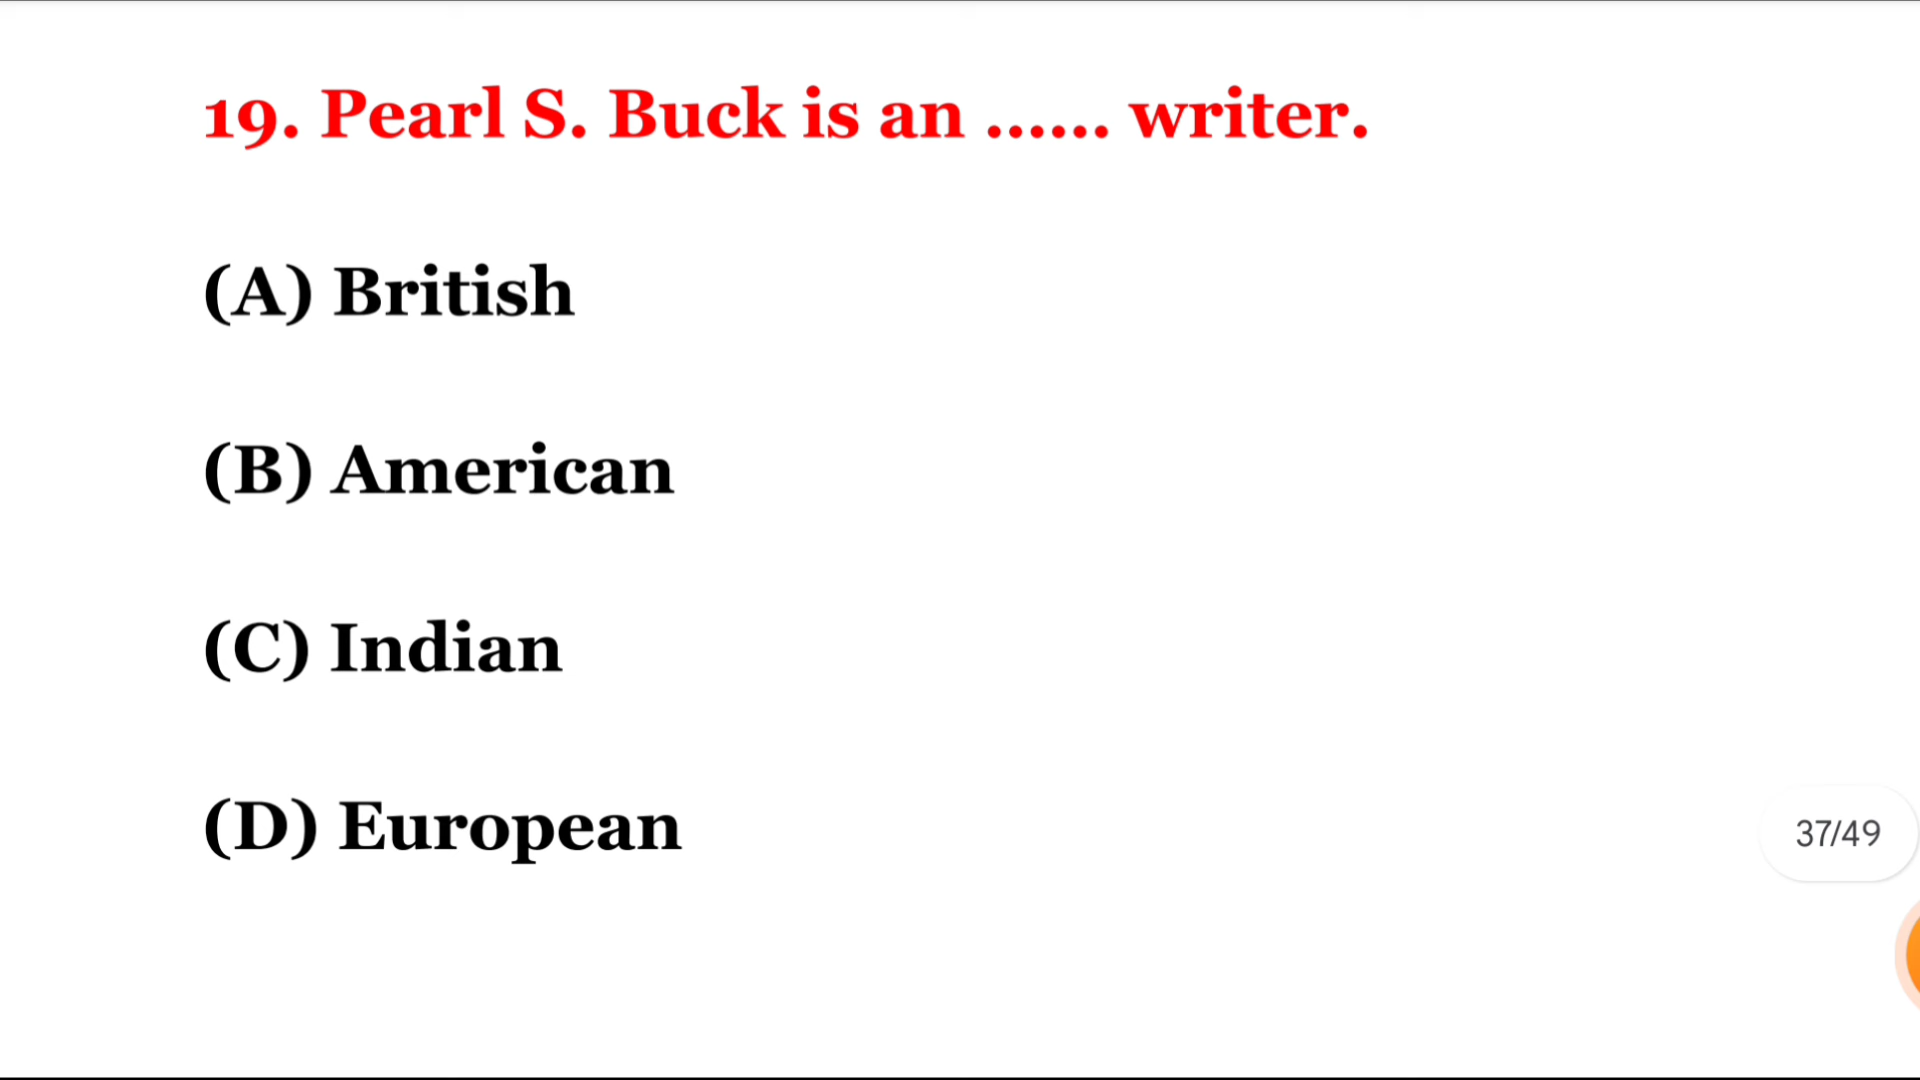 19. Pearl S. Buck is an ...... writer.
(A) British
(B) American
(C) Indian
(D) European
37/49